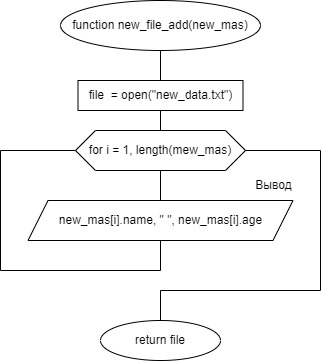 function new_file_add(new_mas)
file  = open("new_data.txt")
for i = 1, length(mew_mas)
Вывод
new_mas[i].name, " ", new_mas[i].age
return file